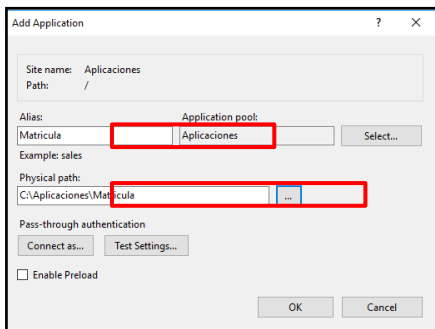 Add Application ? ×
Site name: Aplicaciones
Path: /
Alias: Application pool:
Matricula Aplicaciones Select...
Example: sales
Physical path:
C:\Aplicaciones\Matricula ...
Pass-through authentication
Connect as... Test Settings...
Enable Preload
OK Cancel